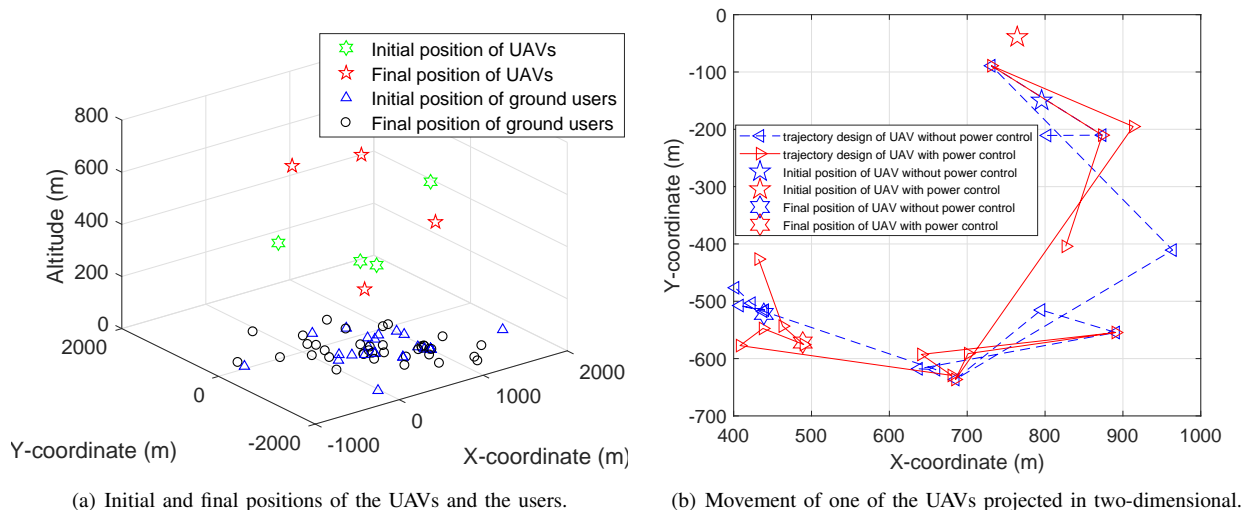 Initial position of UAVs
Final position of UAVs
Initial position of ground users
Final position of ground users
800
600
400
200
0
Altitude (m)
2000
0
-2000
Y-coordinate (m)
-1000
0
1000
2000
X-coordinate (m)
(a) Initial and final positions of the UAVs and the users.
0
-100
-200
-300
-400
-500
-600
-700
Y-coordinate (m)
trajectory design of UAV without power control
trajectory design of UAV with power control
Initial position of UAV without power control
Initial position of UAV with power control
Final position of UAV without power control
Final position of UAV with power control
400 500 600 700 800 900 1000
X-coordinate (m)
(b) Movement of one of the UAVs projected in two-dimensional.